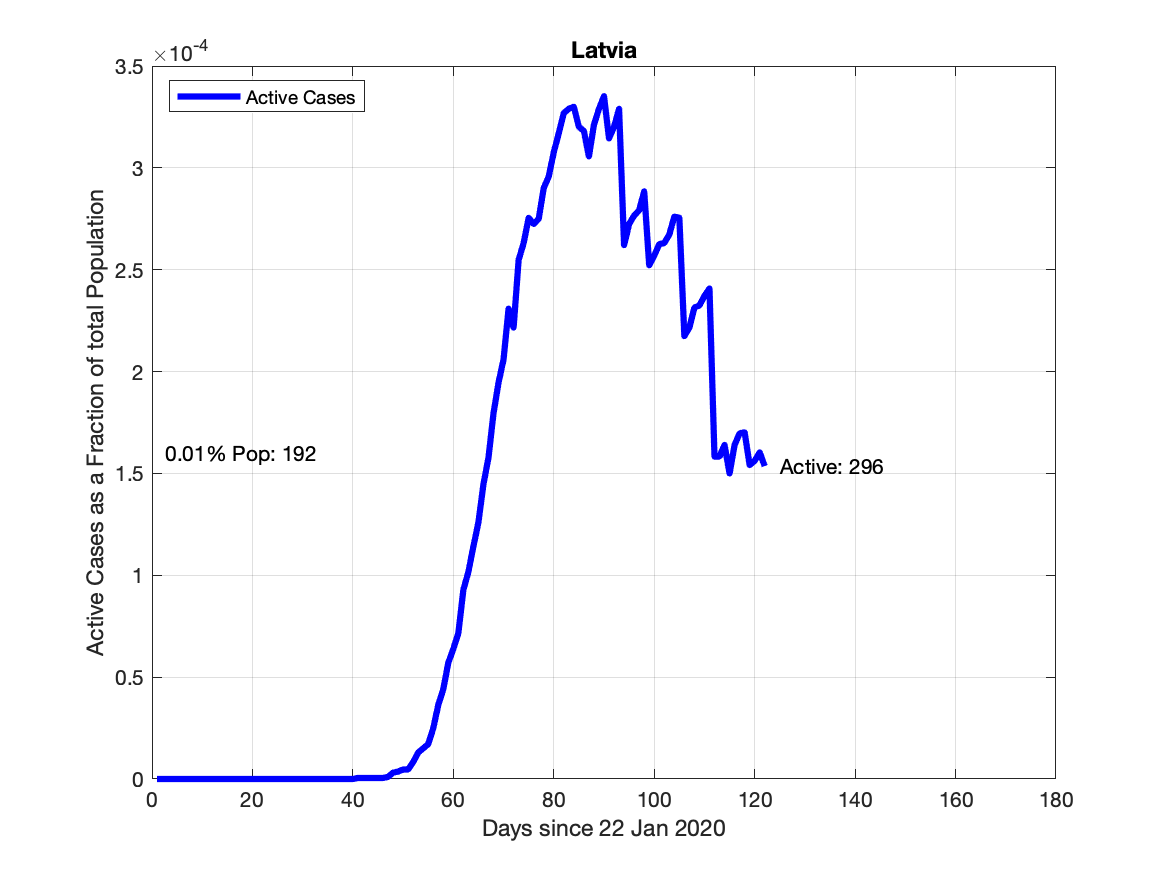 Latvia
×10-4
3.5
3
2.5
2
1.5
1
0.5
0
Active Cases as a Fraction of total Population
Active Cases
0.01% Pop: 192
Active: 296
0 20 40 60 80 100 120 140 160 180
Days since 22 Jan 2020